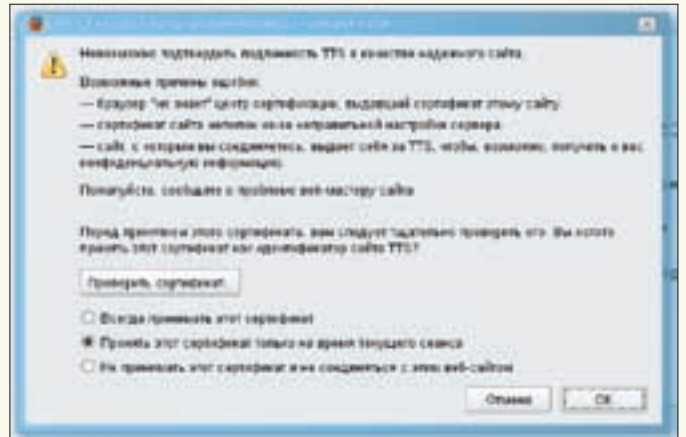 Невозможно подтвердить подлинность TTS в качестве надежного сайта.
Возможные причины ошибки:
— браузер "не знает" центр сертификации, выдавший сертификат этому сайту.
— сертификат сайта неполон из-за неправильной настройки сервера.
— сайт, с которым вы соединяетесь, выдает себя за TTS, чтобы, возможно, получить о вас
конфиденциальную информацию.
Пожалуйста, сообщите о проблеме веб-мастеру сайта
Перед принятием этого сертификата, вам следует тщательно проверить его. Вы хотите
принять этот сертификат как идентификатор сайта TTS?
Проверить сертификат...
Всегда принимать этот сертификат
Принять этот сертификат только на время текущего сеанса
Не принимать этот сертификат и не соединяться с этим веб-сайтом
Отмена
OK